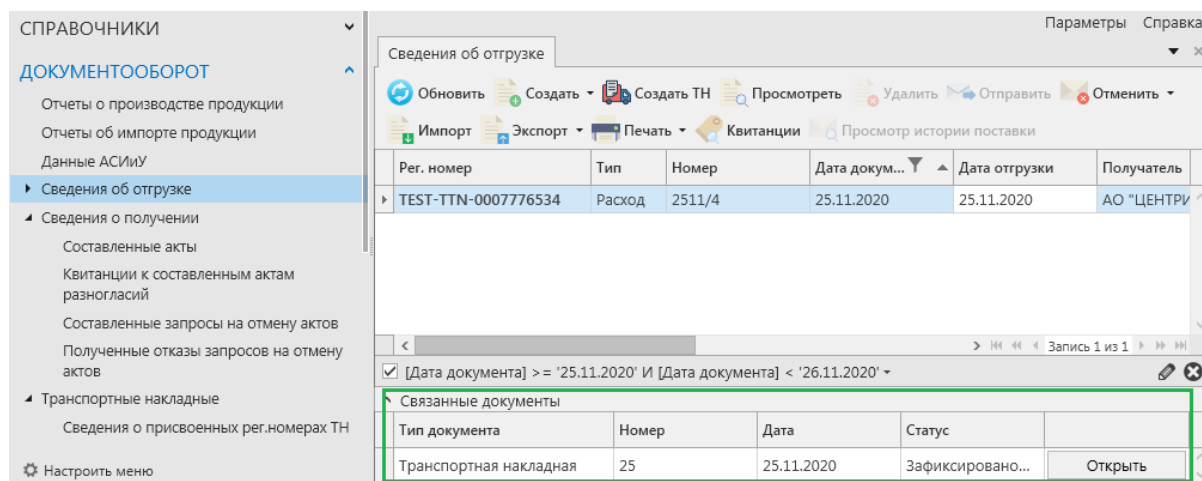 СПРАВОЧНИКИ
ДОКУМЕНТООБОРОТ
Отчеты о производстве продукции
Отчеты об импорте продукции
Данные АСИиУ
Сведения об отгрузке
Сведения о получении
Составленные акты
Квитанции к составленным актам
разногласий
Составленные запросы на отмену актов
Полученные отказы запросов на отмену
актов
Транспортные накладные
Сведения о присвоенных рег.номерах ТН
Настроить меню
Параметры Справка
Сведения об отгрузке
Обновить Создать Создать ТН Просмотреть Удалить Отправить Отменить
Импорт Экспорт Печать Квитанции Просмотр истории поставки
Рег. номер Тип Номер Дата докум... Дата отгрузки Получатель
TEST-TTN-0007776534 Расход 2511/4 25.11.2020 25.11.2020 АО "ЦЕНТРИ
Запись 1 из 1
[Дата документа] >= '25.11.2020' И [Дата документа] < '26.11.2020'
Связанные документы
Тип документа Номер Дата Статус
Транспортная накладная 25 25.11.2020 Зафиксировано... Открыть